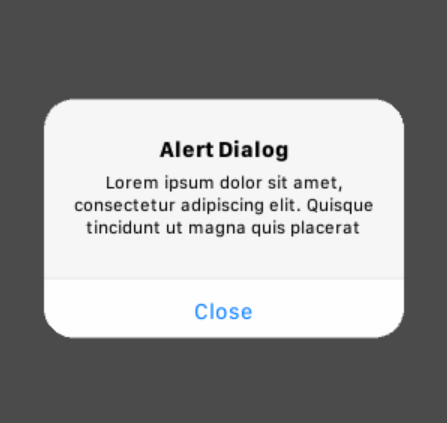 Alert Dialog
Lorem ipsum dolor sit amet,
consectetur adipiscing elit. Quisque
tincidunt ut magna quis placerat
Close